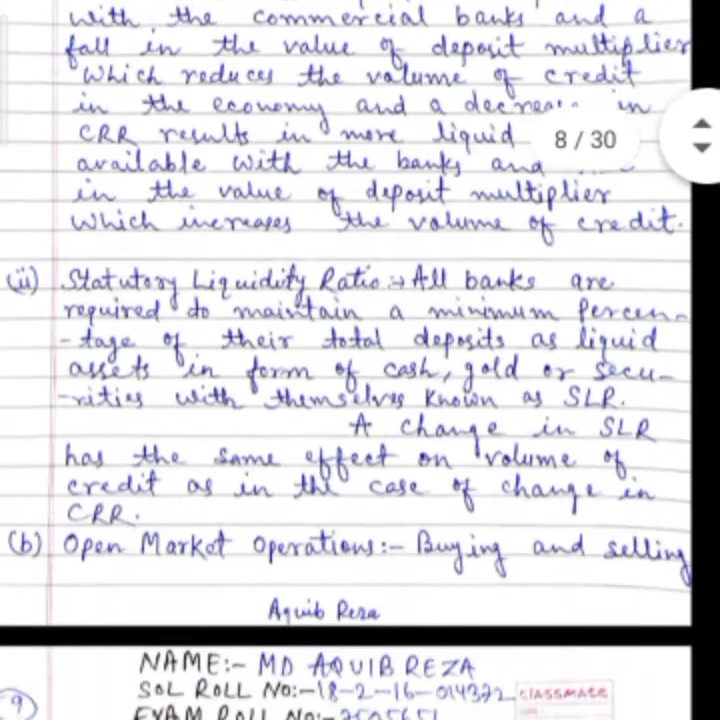 with the commercial banks and a
fall in the value of deposit multiplier
which reduces the volume of credit
in the economy and a decreas in
CRR results in more liquid
8 / 30
available with the banks and
in the value of deposit multiplier
which increases the volume of credit.
(ii) Statutory Liquidity Ratio :→ All banks are
required to maintain a minimum Percen-
-tage of their total deposits as liquid
assets in form of cash, gold or secu-
-rities with themselves known as SLR.
A change in SLR
has the same effect on volume of
credit as in the case of change in
CRR.
(b) Open Market Operations:- Buying and selling
Aquib Reza
NAME:- MD AQUIB REZA
9
SOL ROLL No:-18-2-16-014372
CLASSMATE
EXAM ROLL No:-